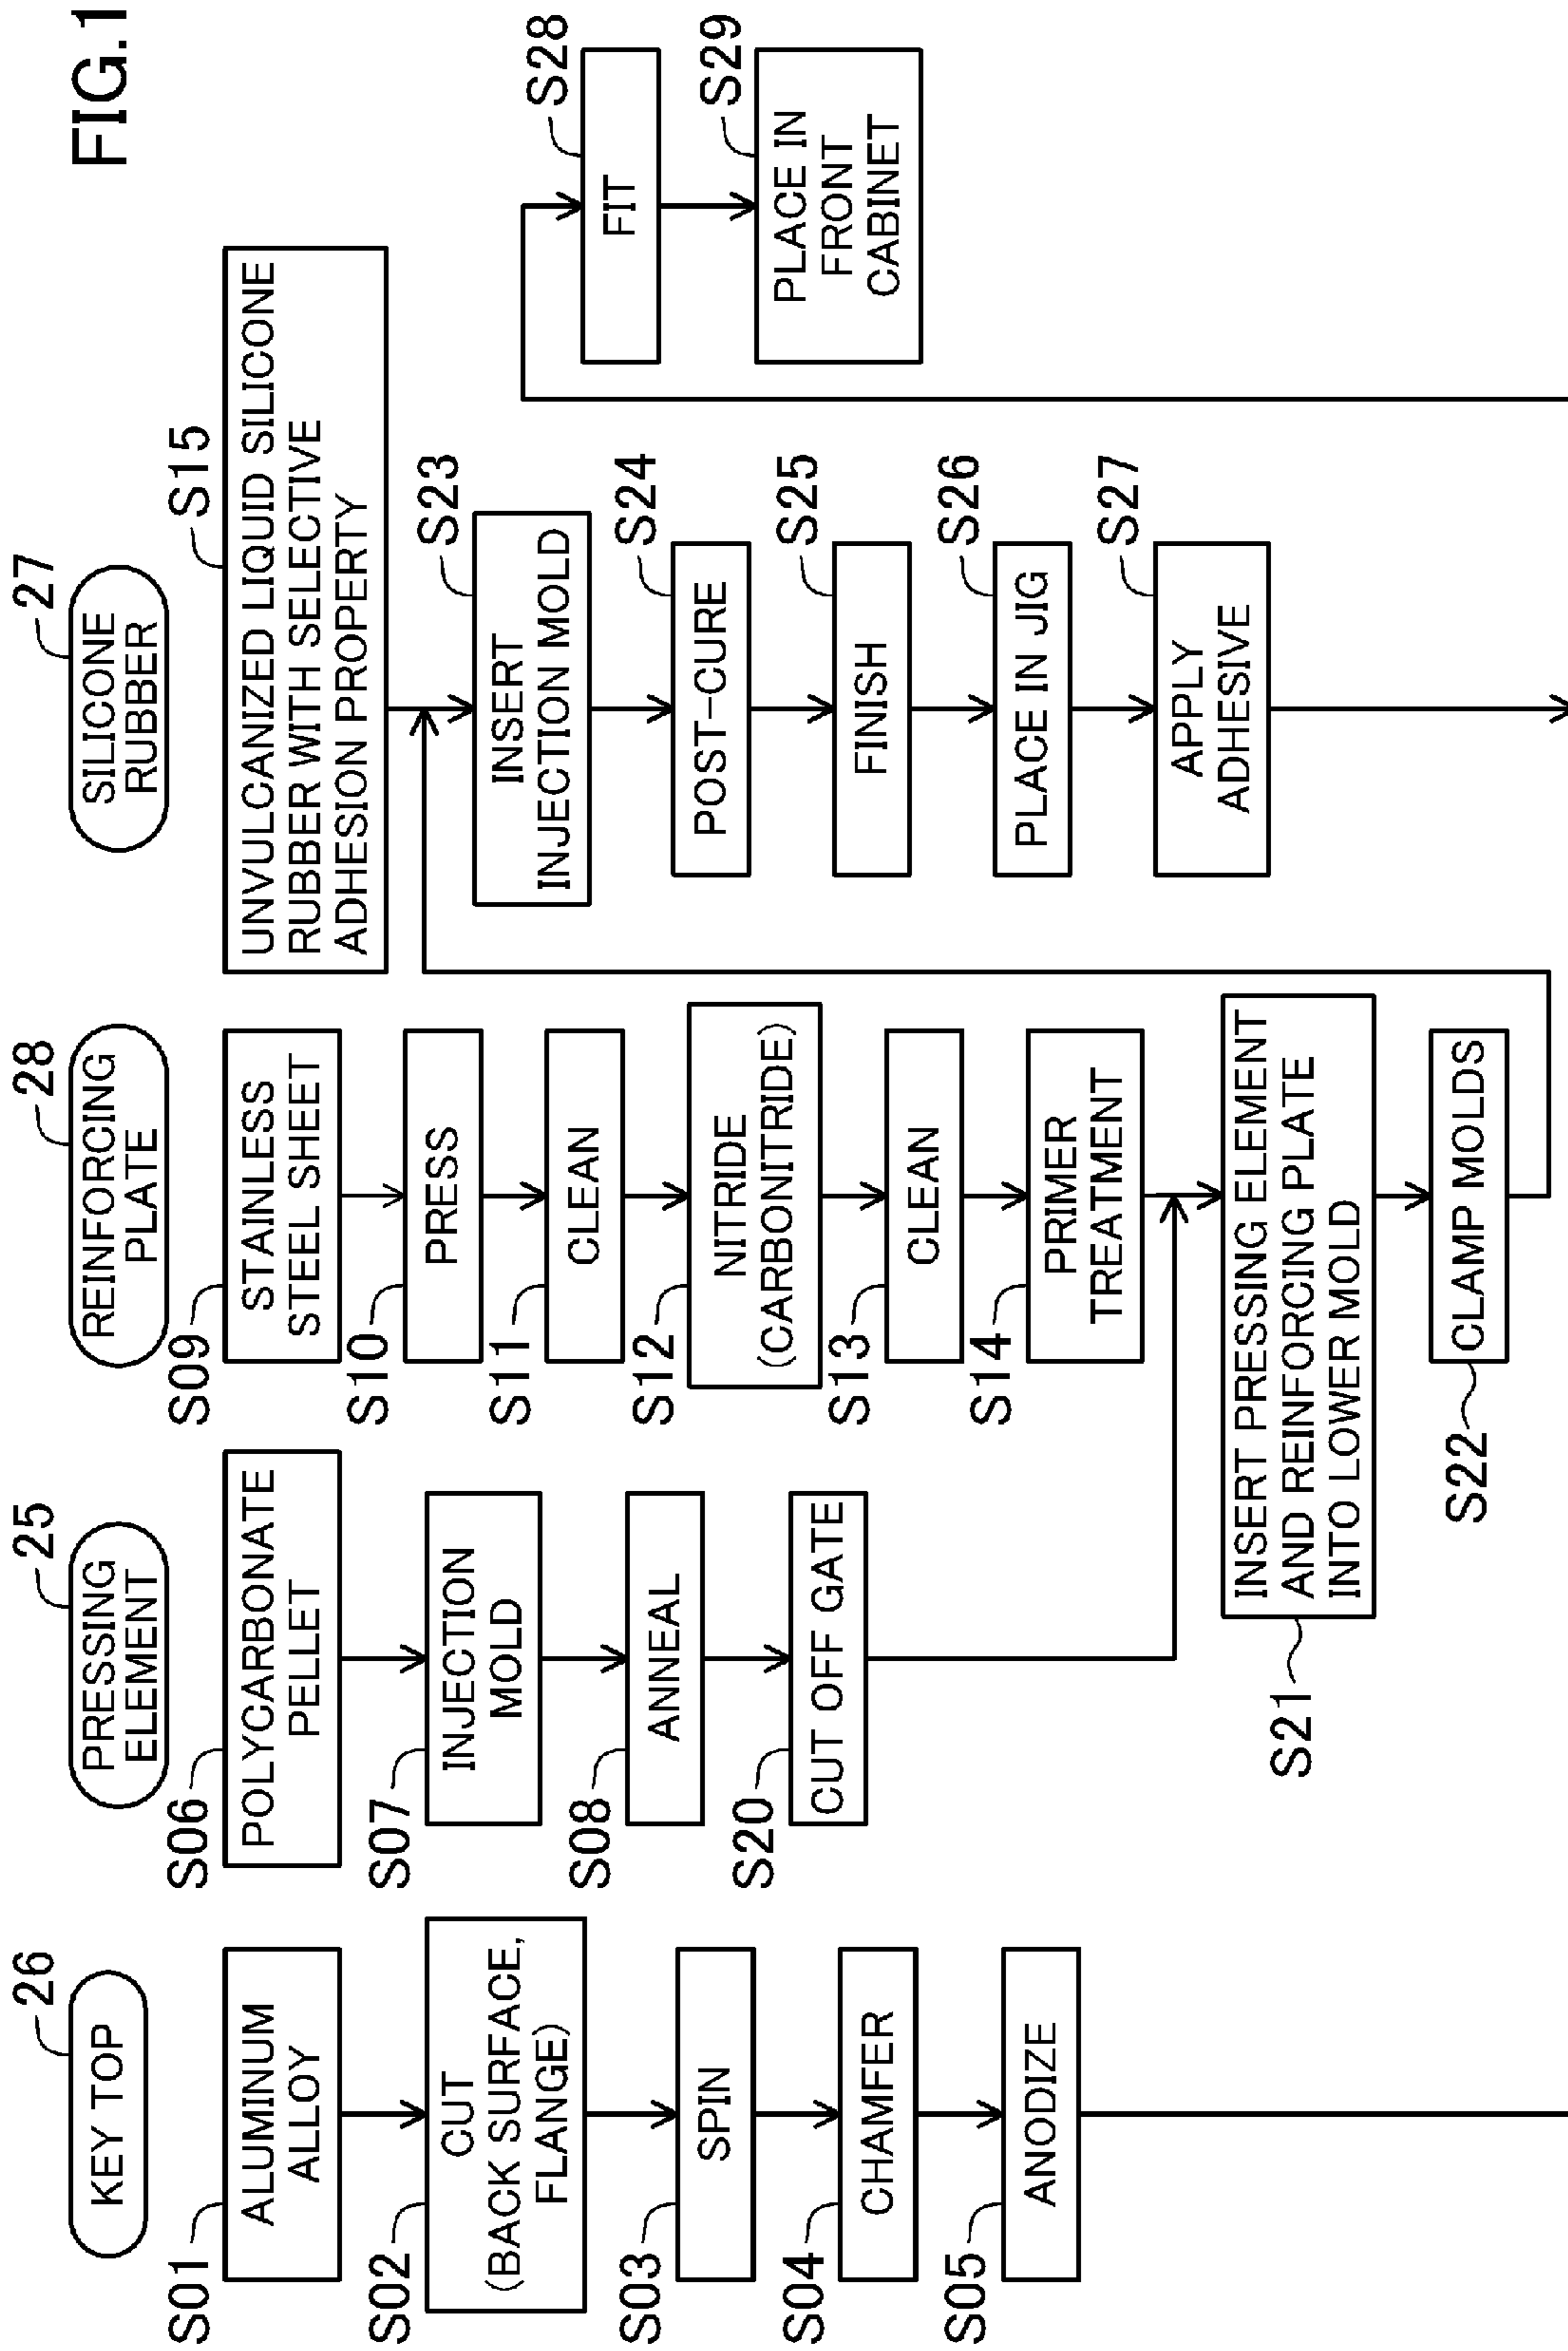 FIG.1
26
KEY TOP
S01
ALUMINUM
ALLOY
S02
CUT
(BACK SURFACE,
FLANGE)
S03
SPIN
S04
CHAMFER
S05
ANODIZE
25
PRESSING
ELEMENT
S06
POLYCARBONATE
PELLET
S07
INJECTION
MOLD
S08
ANNEAL
S20
CUT OFF GATE
28
REINFORCING
PLATE
S09
STAINLESS
STEEL SHEET
S10
PRESS
S11
CLEAN
S12
NITRIDE
(CARBONITRIDE)
S13
CLEAN
S14
PRIMER
TREATMENT
S21
INSERT PRESSING ELEMENT
AND REINFORCING PLATE
INTO LOWER MOLD
S22
CLAMP MOLDS
27
SILICONE
RUBBER
S15
UNVULCANIZED LIQUID SILICONE
RUBBER WITH SELECTIVE
ADHESION PROPERTY
S23
INSERT
INJECTION MOLD
S24
POST-CURE
S25
FINISH
S26
PLACE IN JIG
S27
APPLY
ADHESIVE
S28
FIT
S29
PLACE IN
FRONT
CABINET